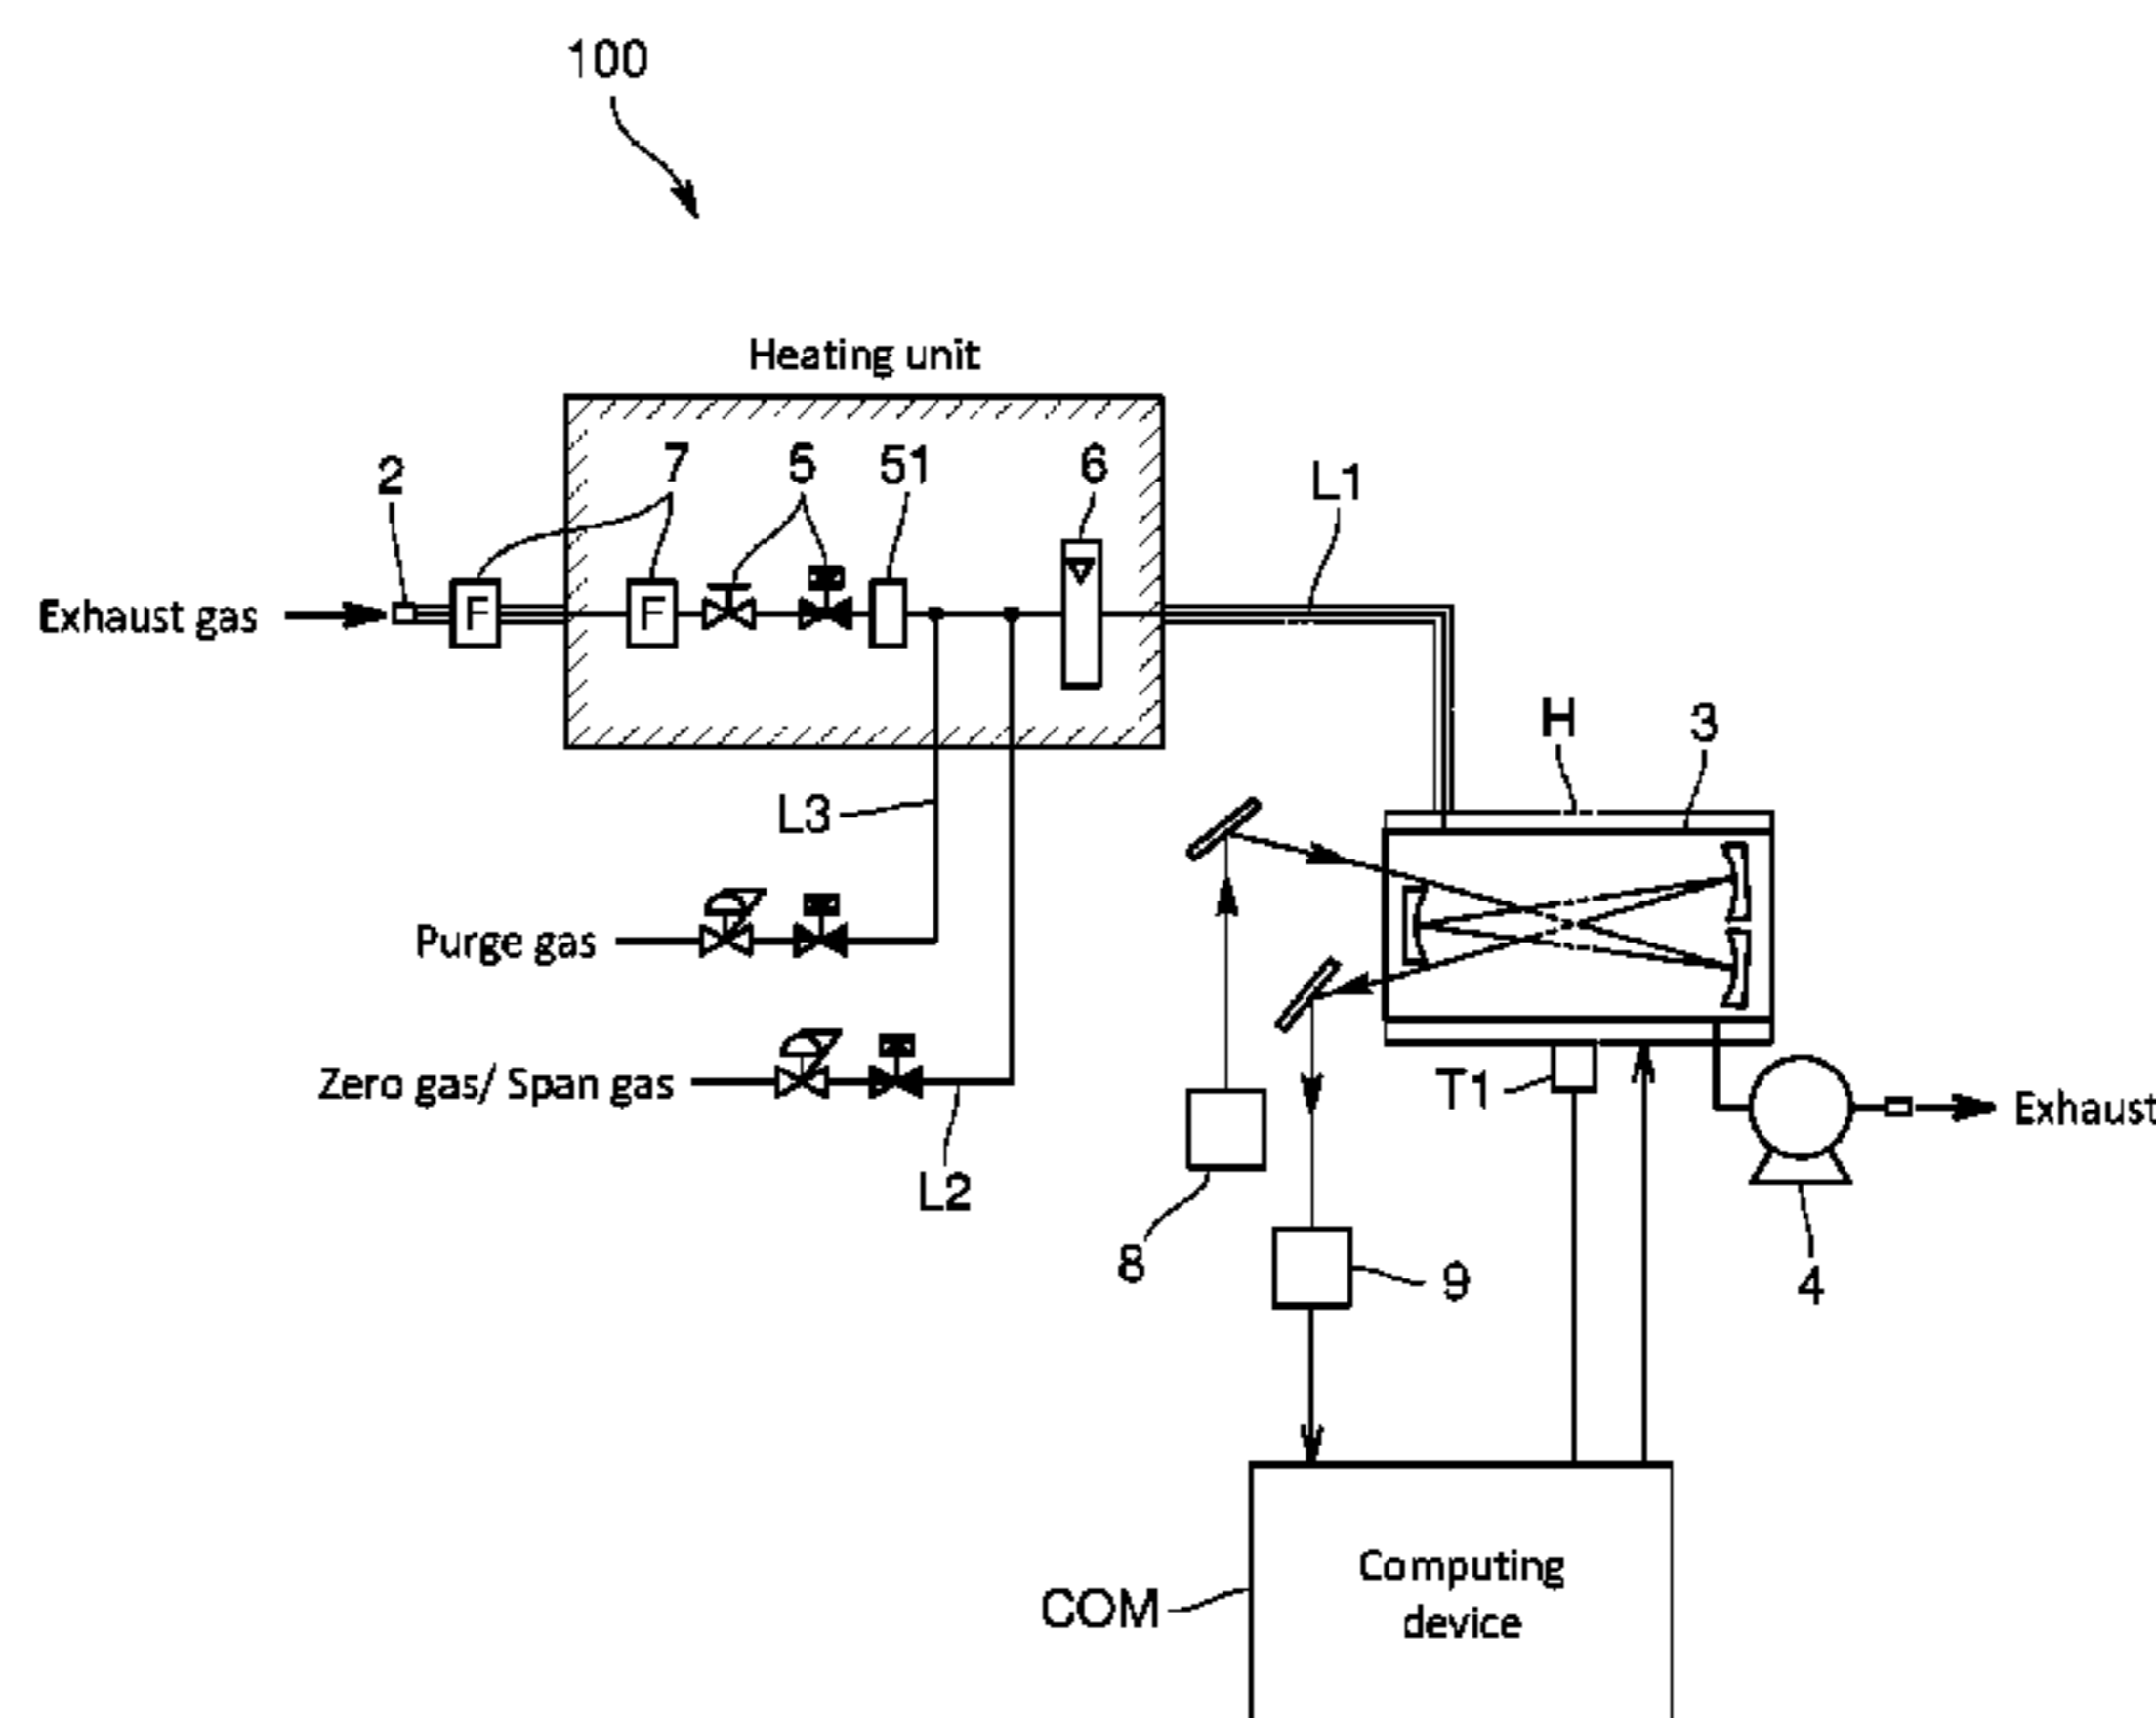 100
Heating unit
7
5
51
6
2
L1
Exhaust gas
F
F
H
3
L3
Purge gas
Zero gas/ Span gas
T1
Exhaust
L2
8
9
4
Computing
device
COM